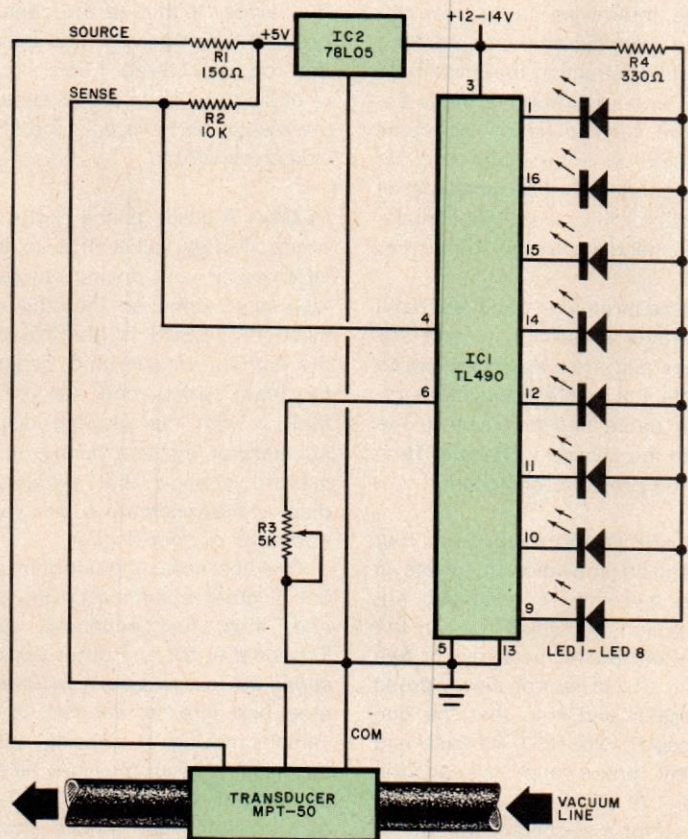 SOURCE
R1
150Ω
+5V
IC2
78L05
+12-14V
R4
330Ω
SENSE
R2
10K
3
1
16
15
14
12
11
10
9
4
6
IC1
TL490
R3
5K
5
13
LED 1-LED 8
COM
TRANSDUCER
MPT-50
VACUUM
LINE